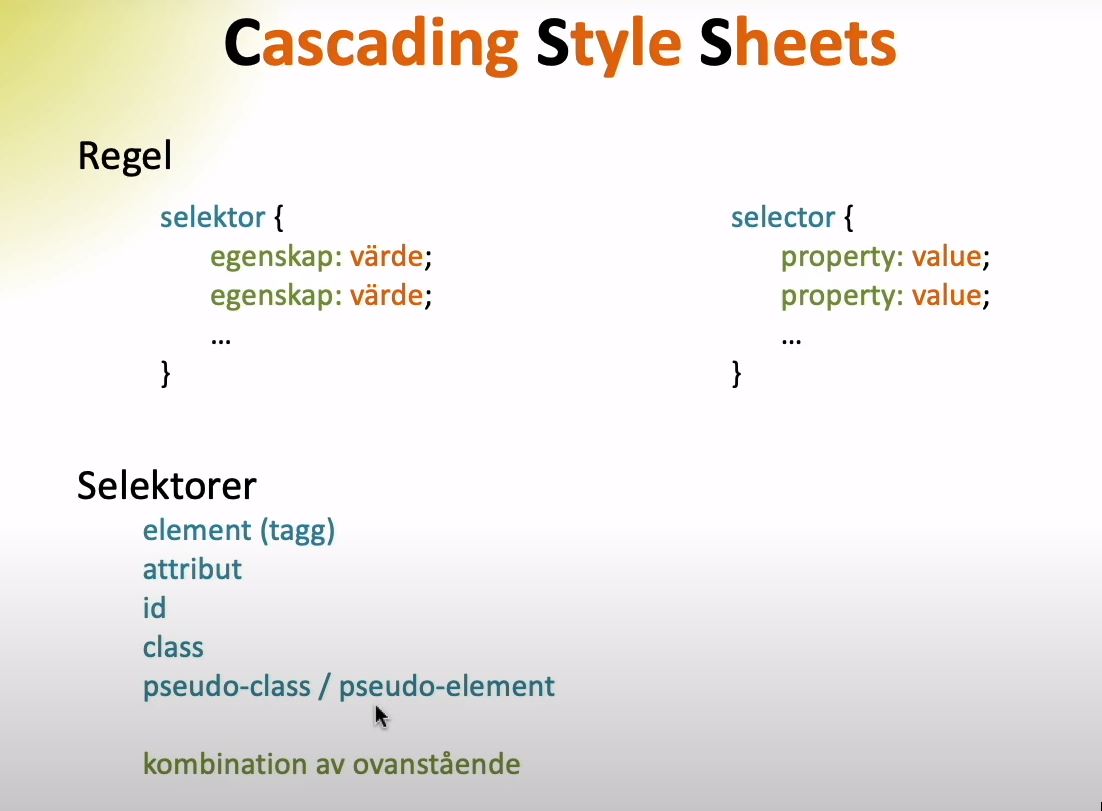 Cascading Style Sheets
Regel
selektor {
egenskap: värde;
egenskap: värde;
...
}
selector {
property: value;
property: value;
...
}
Selektorer
element (tagg)
attribut
id
class
pseudo-class / pseudo-element
kombination av ovanstående